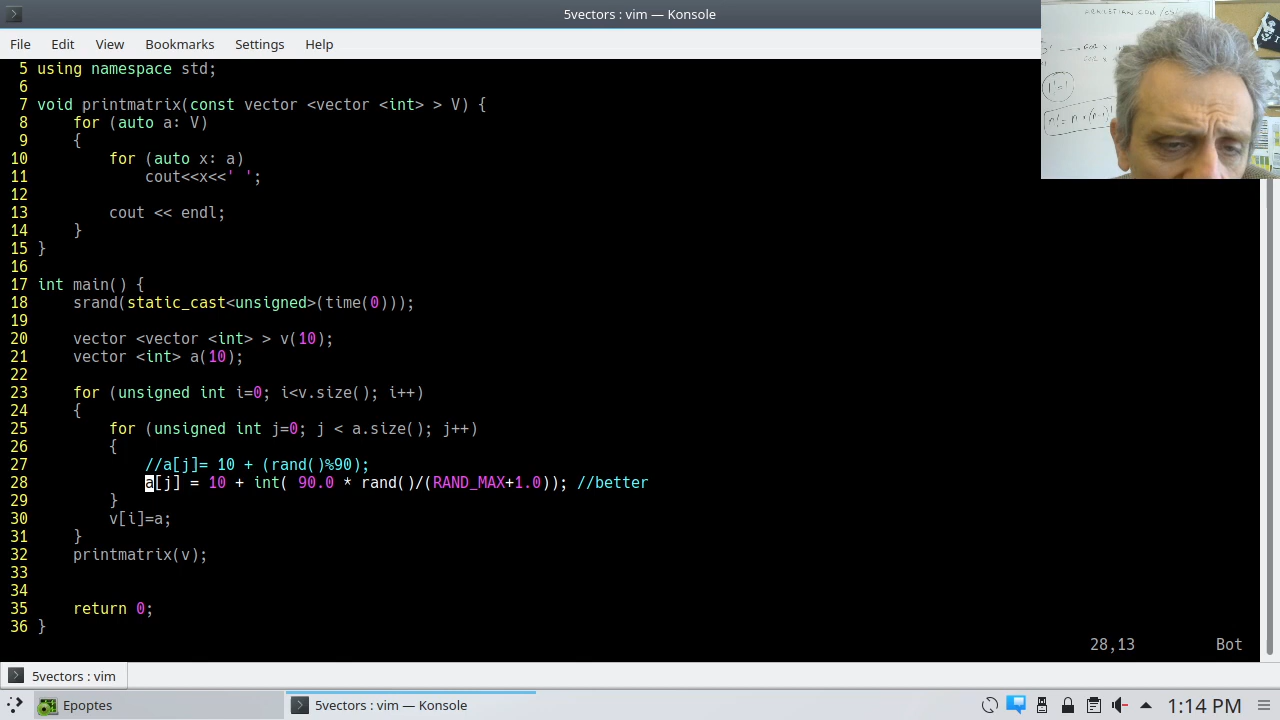 5vectors : vim — Konsole
File Edit View Bookmarks Settings Help
5 using namespace std;
6
7 void printmatrix(const vector <vector <int> > V) {
8     for (auto a: V)
9     {
10         for (auto x: a)
11             cout<<x<<' ';
12
13         cout << endl;
14     }
15 }
16
17 int main() {
18     srand(static_cast<unsigned>(time(0)));
19
20     vector <vector <int> > v(10);
21     vector <int> a(10);
22
23     for (unsigned int i=0; i<v.size(); i++)
24     {
25         for (unsigned int j=0; j < a.size(); j++)
26         {
27             //a[j]= 10 + (rand()%90);
28             a[j] = 10 + int( 90.0 * rand()/(RAND_MAX+1.0)); //better
29         }
30         v[i]=a;
31     }
32     printmatrix(v);
33
34
35     return 0;
36 }
28,13 Bot
5vectors : vim
Epoptes
5vectors : vim — Konsole
1:14 PM